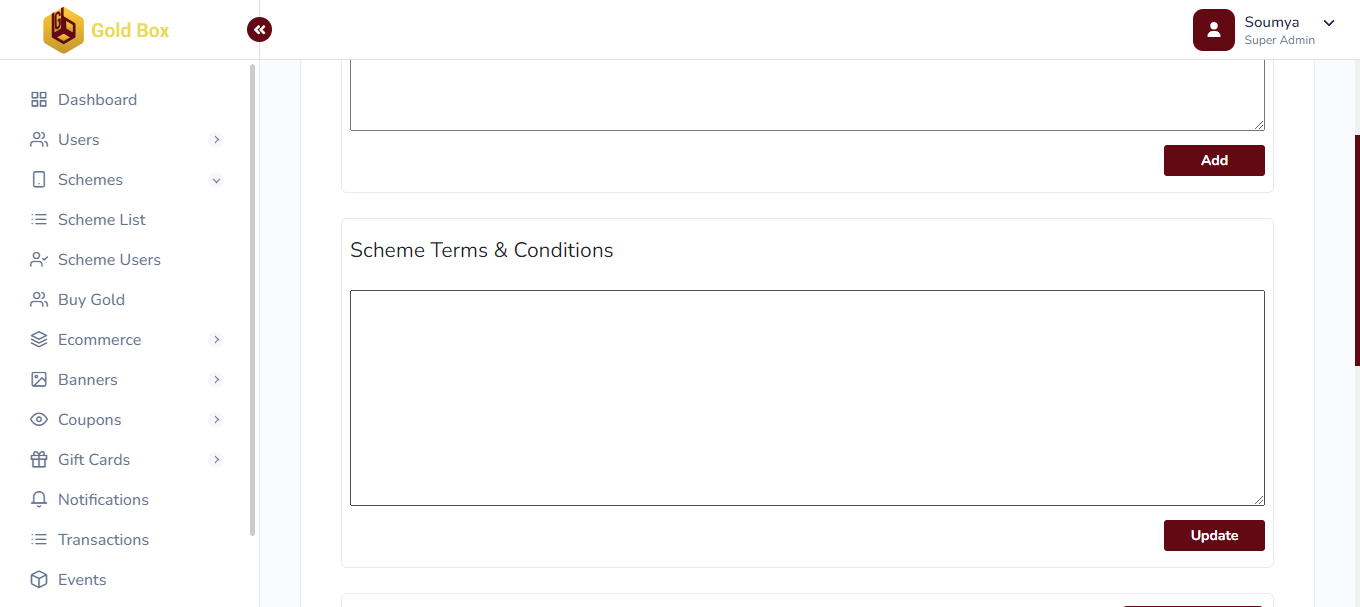 Gold Box
Soumya
Super Admin
Dashboard
Users
Schemes
Scheme List
Scheme Users
Buy Gold
Ecommerce
Banners
Coupons
Gift Cards
Notifications
Transactions
Events
Add
Scheme Terms & Conditions
Update